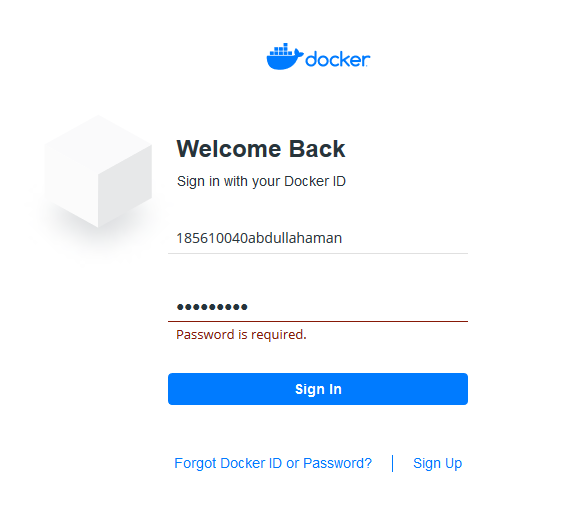 docker
Welcome Back
Sign in with your Docker ID
185610040abdullahaman
•••••••••
Password is required.
Sign In
Forgot Docker ID or Password? | Sign Up